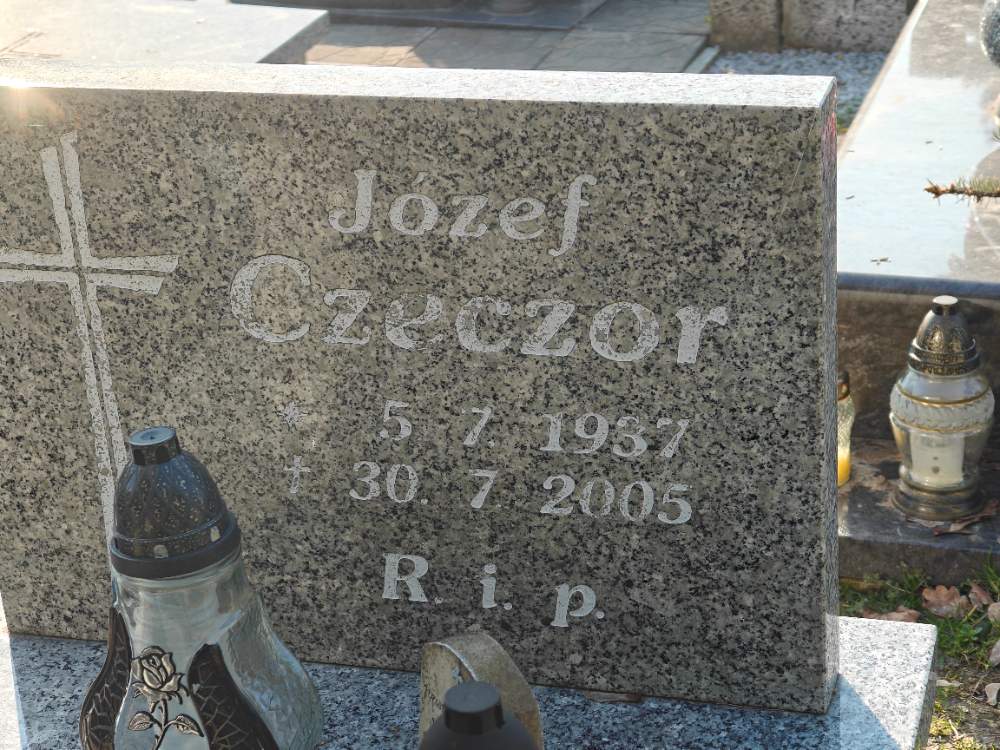 Józef
Czeczor
* 5. 7. 1937
† 30. 7. 2005
R. i. p.